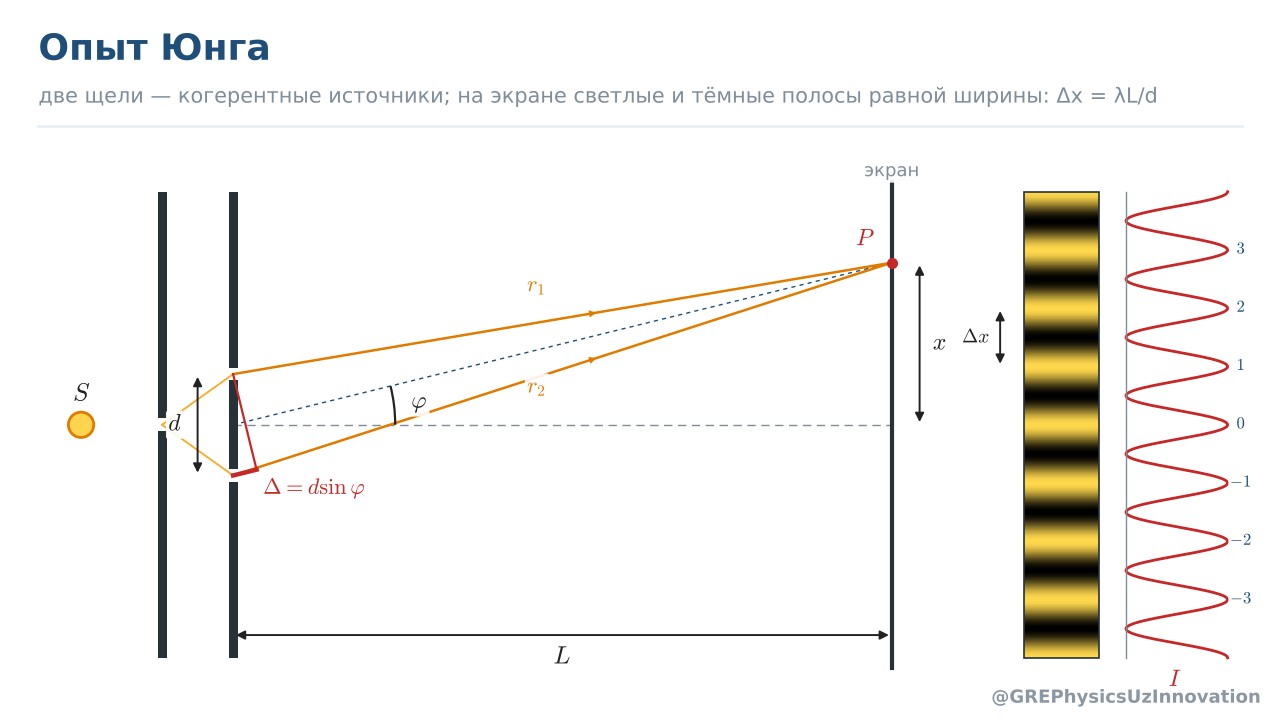 Опыт Юнга
две щели — когерентные источники; на экране светлые и тёмные полосы равной ширины: Δx = λL/d
экран
P
r₁
x
Δx
r₂
S
d
φ
Δ = d sin φ
L
3
2
1
0
−1
−2
−3
I
@GREPhysicsUzInnovation